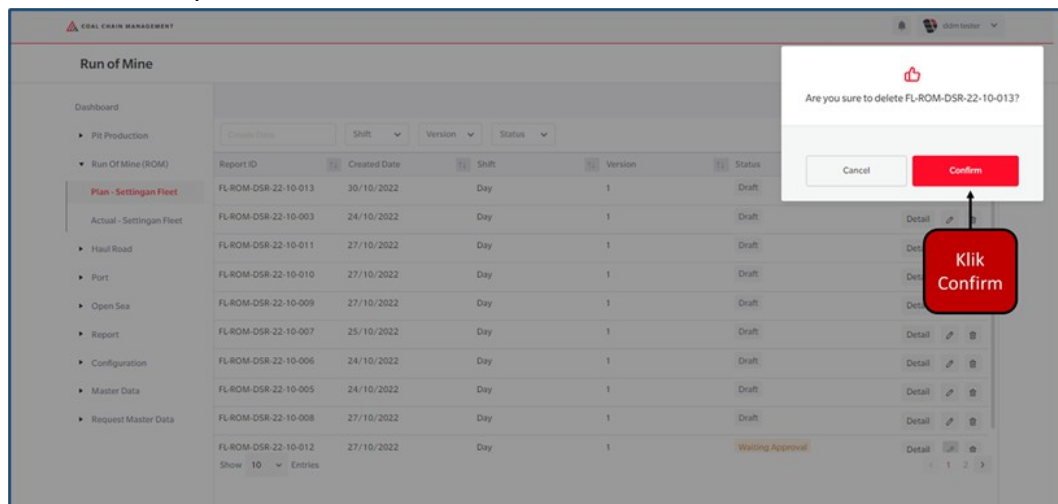 COAL CHAIN MANAGEMENT
ddm tester
Run of Mine
Are you sure to delete FL-ROM-DSR-22-10-013?
Cancel
Confirm
Klik
Confirm
Dashboard
Pit Production
Run Of Mine (ROM)
Plan - Settingan Fleet
Actual - Settingan Fleet
Haul Road
Port
Open Sea
Report
Configuration
Master Data
Request Master Data
Create Date Shift Version Status
Report ID Created Date Shift Version Status
FL-ROM-DSR-22-10-013 30/10/2022 Day 1 Draft
FL-ROM-DSR-22-10-003 24/10/2022 Day 1 Draft Detail
FL-ROM-DSR-22-10-011 27/10/2022 Day 1 Draft Deta
FL-ROM-DSR-22-10-010 27/10/2022 Day 1 Draft Deta
FL-ROM-DSR-22-10-009 27/10/2022 Day 1 Draft Deta
FL-ROM-DSR-22-10-007 25/10/2022 Day 1 Draft Detail
FL-ROM-DSR-22-10-006 24/10/2022 Day 1 Draft Detail
FL-ROM-DSR-22-10-005 24/10/2022 Day 1 Draft Detail
FL-ROM-DSR-22-10-008 27/10/2022 Day 1 Draft Detail
FL-ROM-DSR-22-10-012 27/10/2022 Day 1 Waiting Approval Detail
Show 10 Entries
1 2